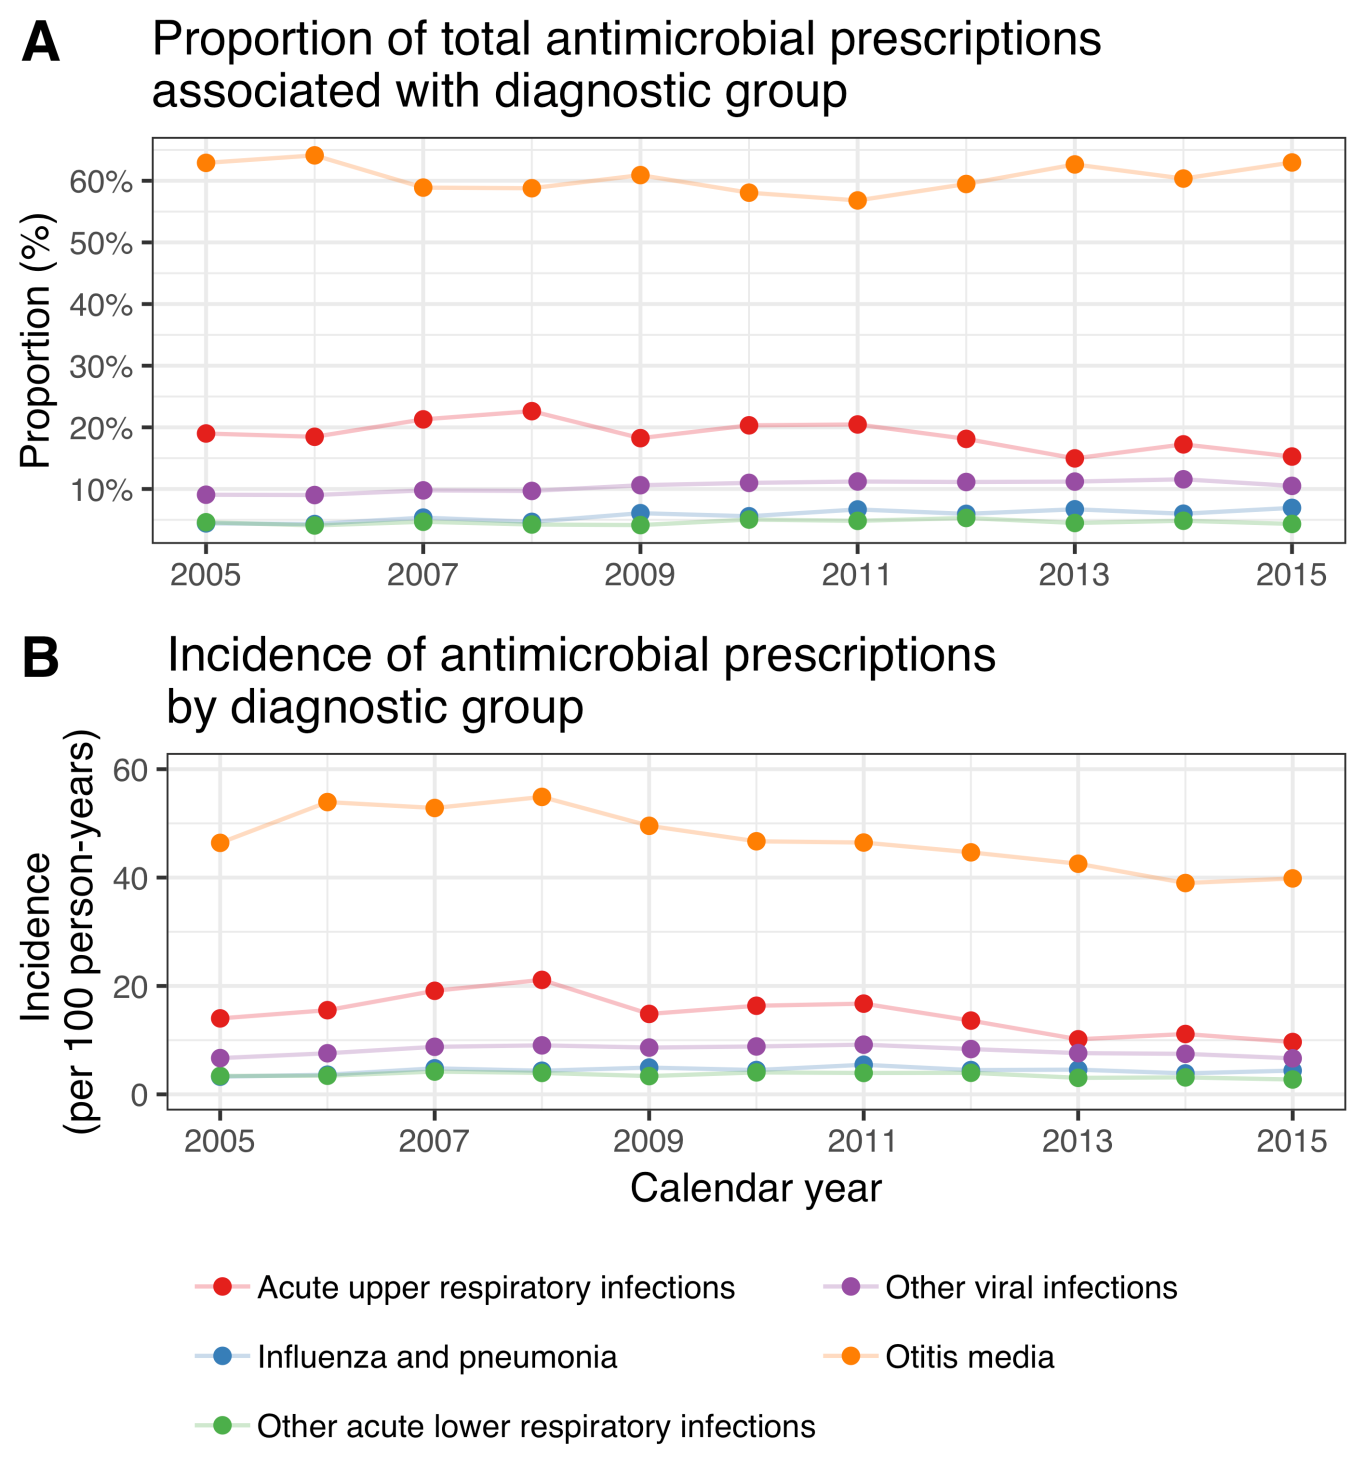 A
Proportion of total antimicrobial prescriptions
associated with diagnostic group
Proportion (%)
60%
50%
40%
30%
20%
10%
2005 2007 2009 2011 2013 2015
B
Incidence of antimicrobial prescriptions
by diagnostic group
Incidence
(per 100 person-years)
60
40
20
0
2005 2007 2009 2011 2013 2015
Calendar year
Acute upper respiratory infections
Influenza and pneumonia
Other acute lower respiratory infections
Other viral infections
Otitis media